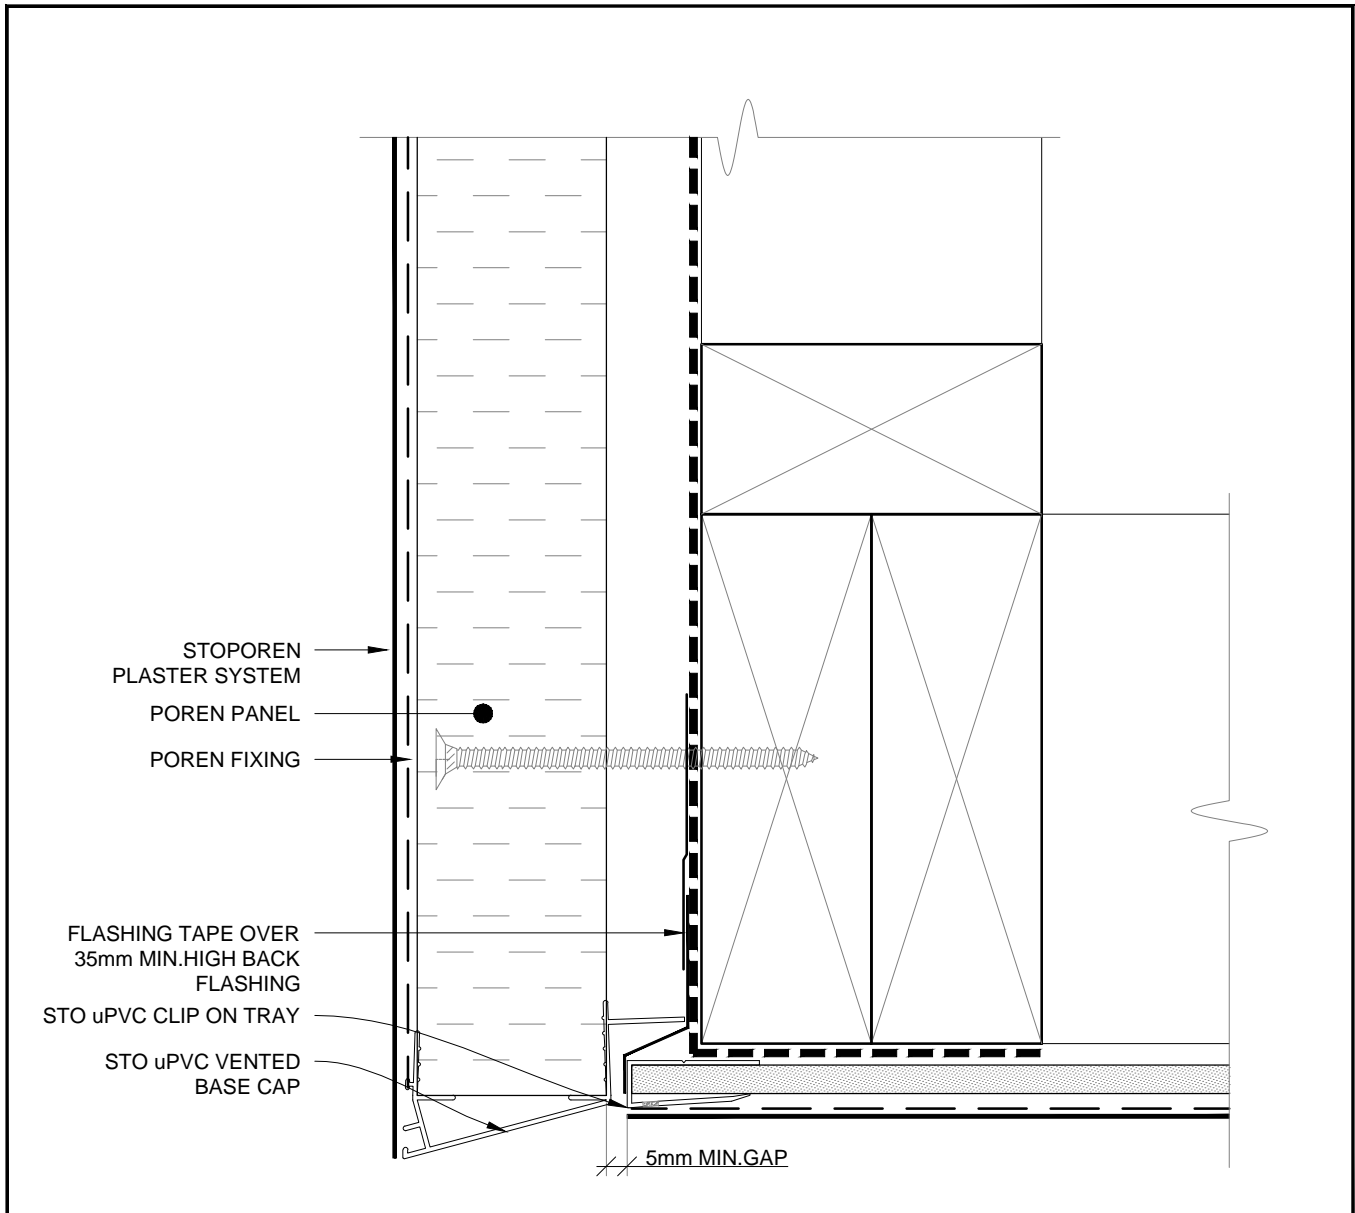 STOPOREN
PLASTER SYSTEM
POREN PANEL
POREN FIXING
FLASHING TAPE OVER
35mm MIN.HIGH BACK
FLASHING
STO uPVC CLIP ON TRAY
STO uPVC VENTED
BASE CAP
5mm MIN.GAP